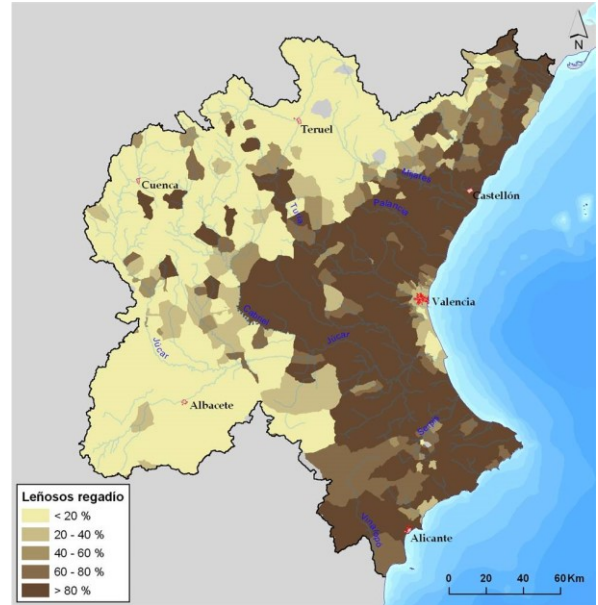 N
Teruel
Cuenca
Mijares
Castellón
Palancia
Turia
Valencia
Cabriel
Júcar
Júcar
Albacete
Serpis
Vinalopó
Alicante
Leñosos regadío
< 20 %
20 - 40 %
40 - 60 %
60 - 80 %
> 80 %
0 20 40 60 Km